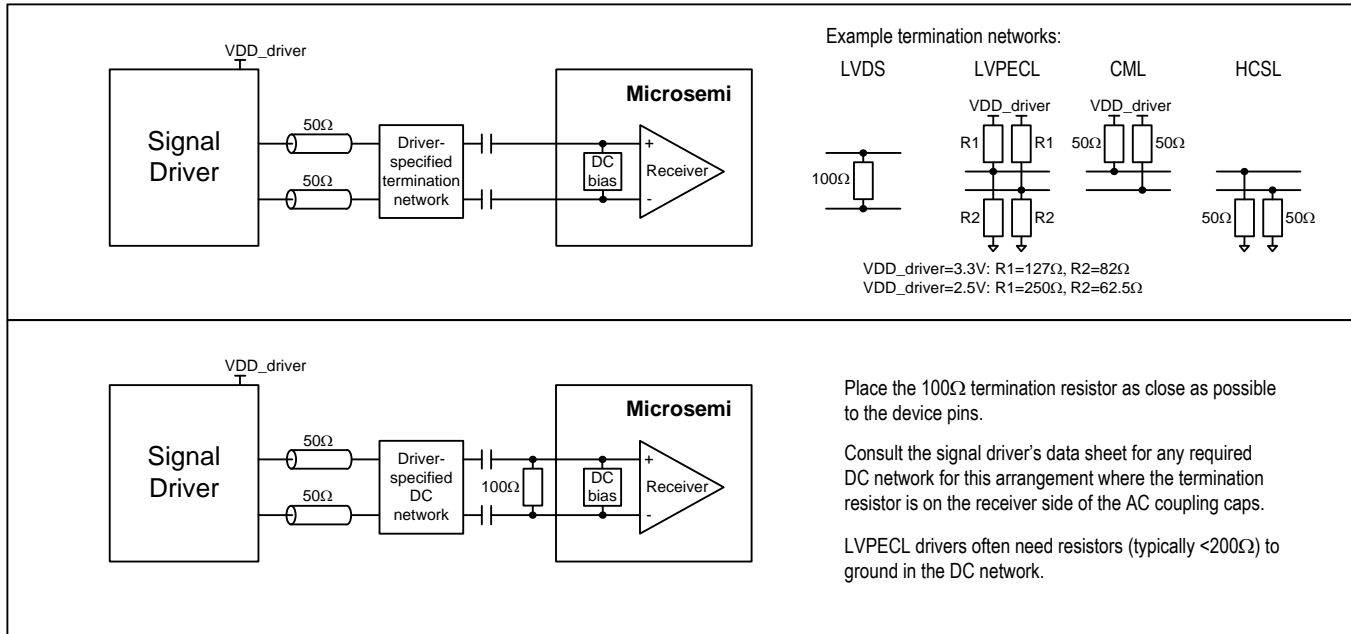 VDD_driver
Signal
Driver
50Ω
50Ω
Driver-
specified
termination
network
Microsemi
+
-
DC
bias
Receiver
Example termination networks:
LVDS
LVPECL
CML
HCSL
100Ω
VDD_driver
R1
R1
R2
R2
VDD_driver
50Ω
50Ω
50Ω
50Ω
VDD_driver=3.3V: R1=127Ω, R2=82Ω
VDD_driver=2.5V: R1=250Ω, R2=62.5Ω
VDD_driver
Signal
Driver
50Ω
50Ω
Driver-
specified
DC
network
100Ω
Microsemi
+
-
DC
bias
Receiver
Place the 100Ω termination resistor as close as possible
to the device pins.
Consult the signal driver's data sheet for any required
DC network for this arrangement where the termination
resistor is on the receiver side of the AC coupling caps.
LVPECL drivers often need resistors (typically <200Ω) to
ground in the DC network.